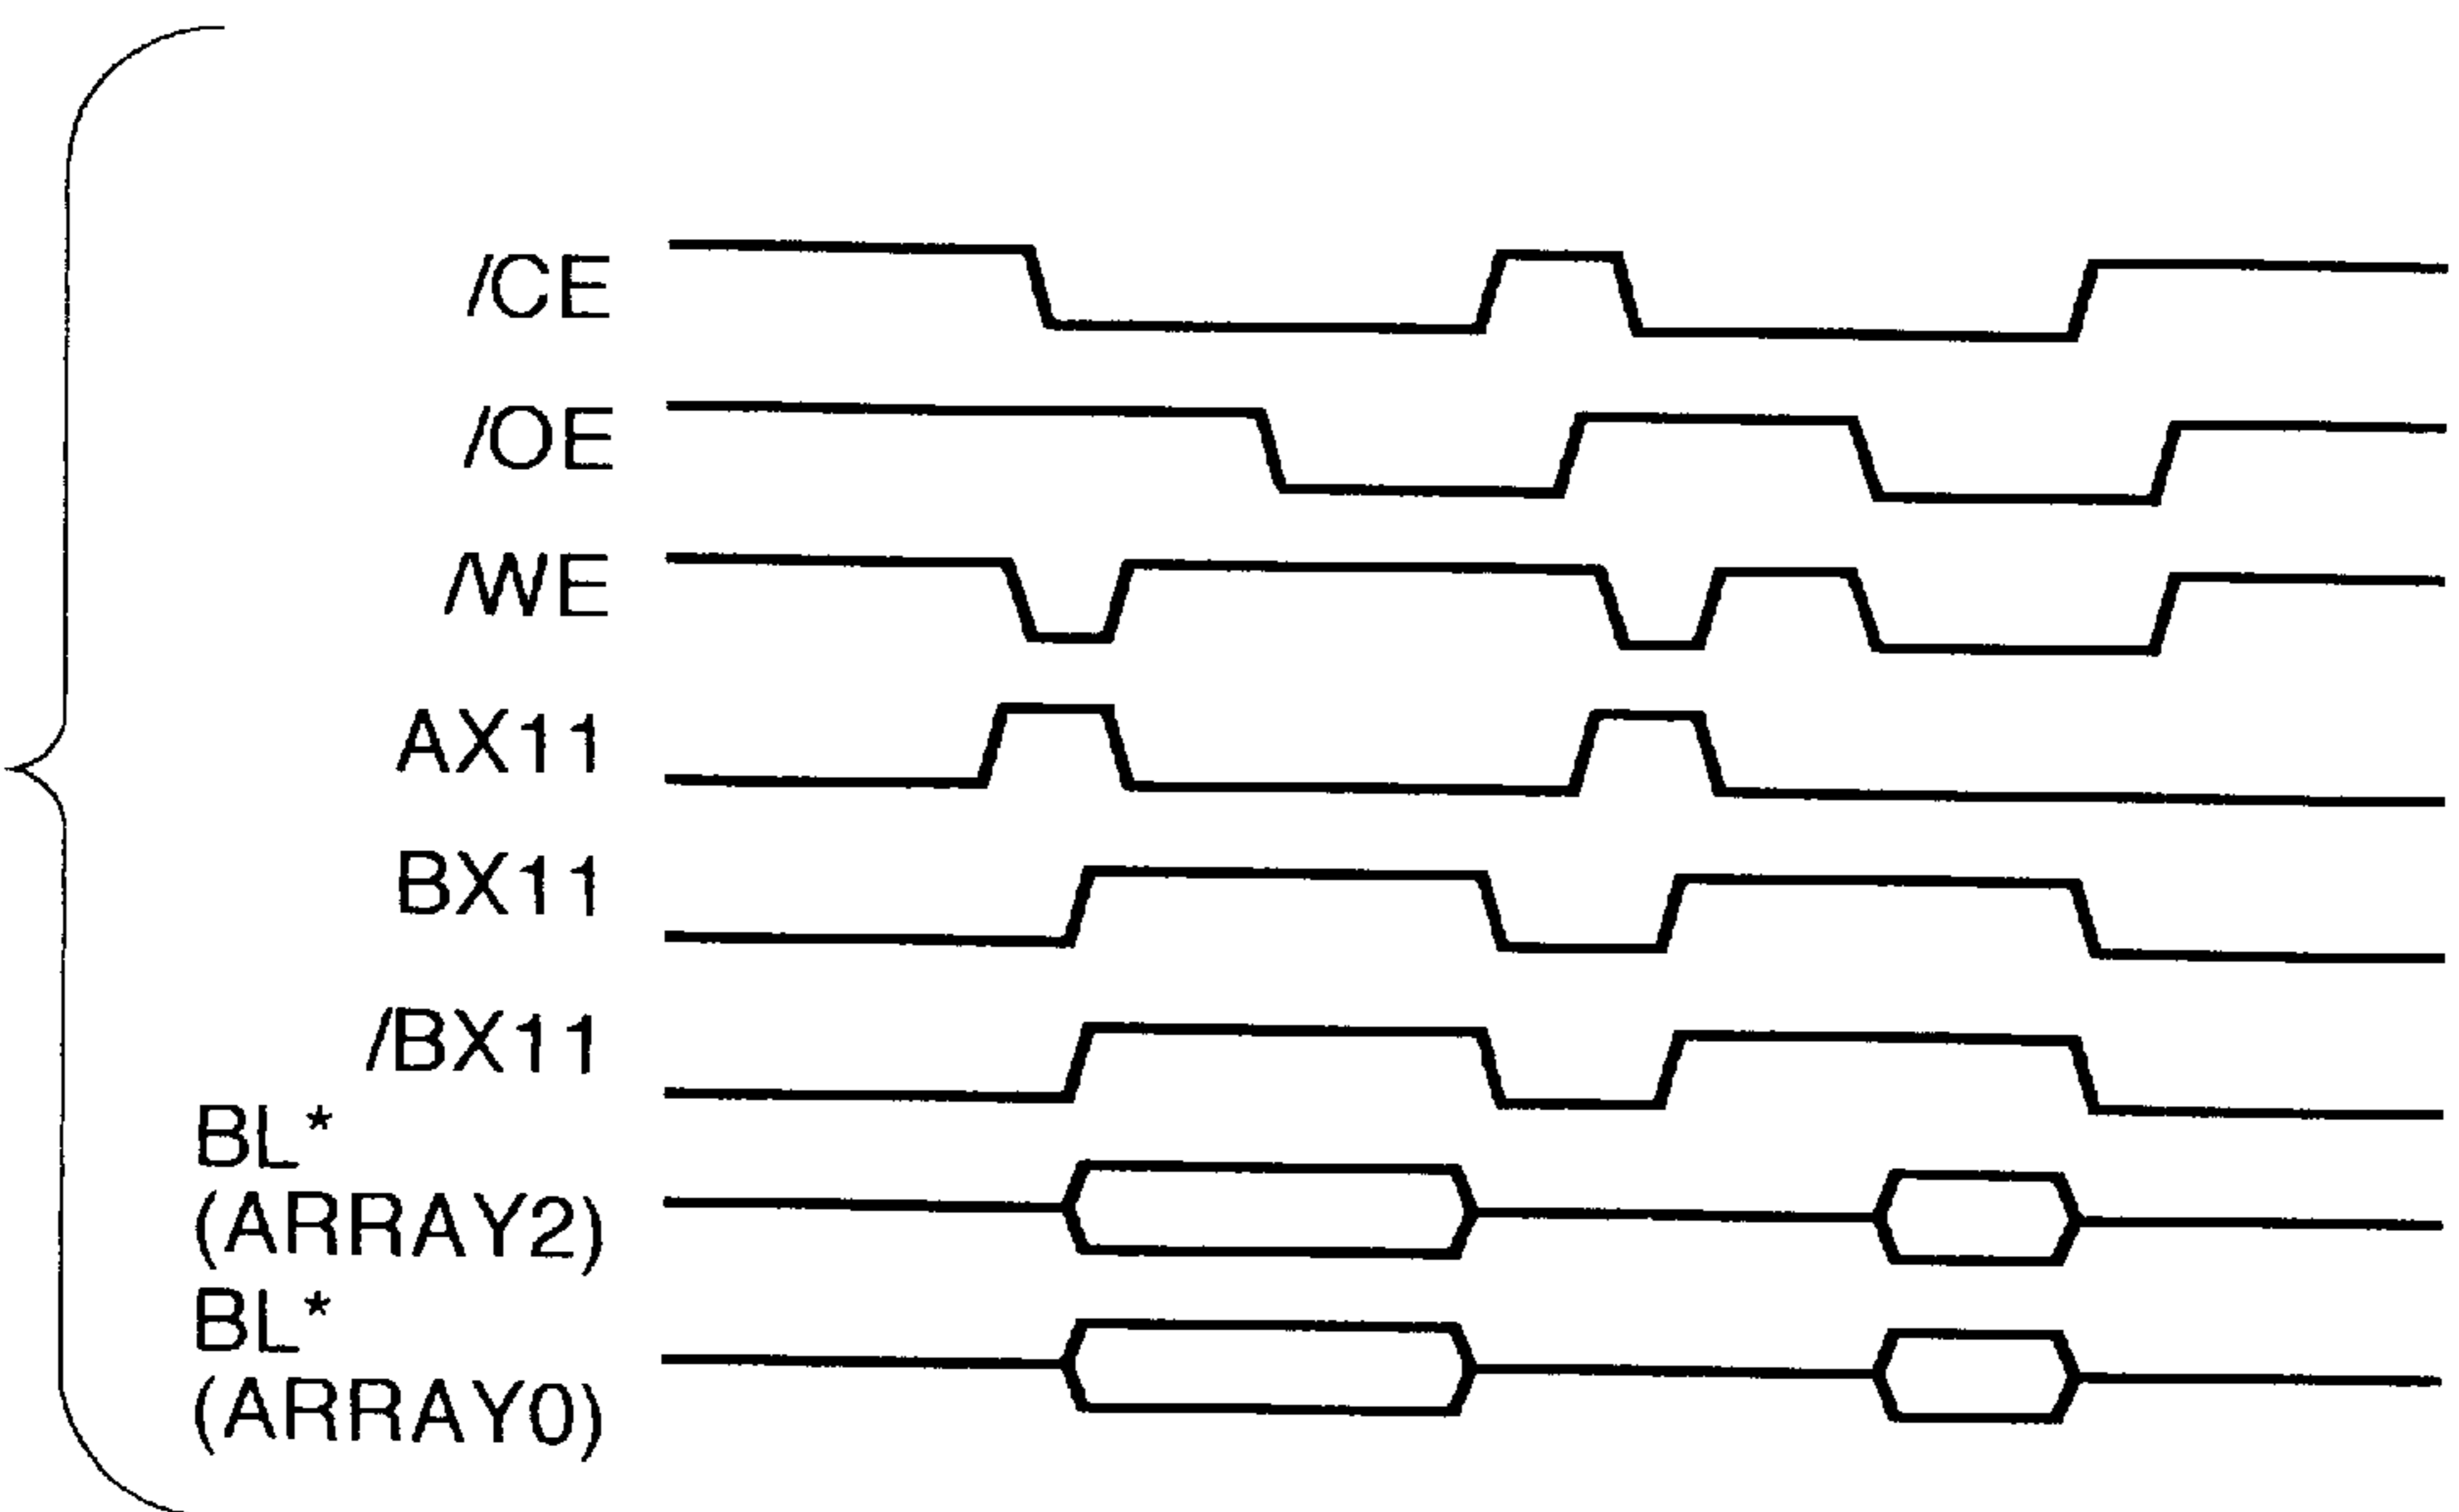 /CE
/OE
/WE
AX11
BX11
/BX11
BL*
(ARRAY2)
BL*
(ARRAY0)